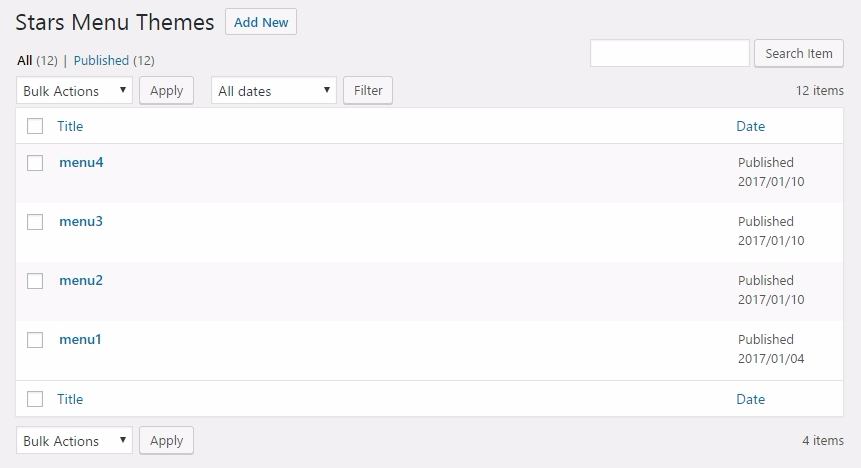 Stars Menu Themes Add New
All (12) | Published (12)
Search Item
Bulk Actions Apply All dates Filter 12 items
Title Date
menu4 Published
2017/01/10
menu3 Published
2017/01/10
menu2 Published
2017/01/10
menu1 Published
2017/01/04
Title Date
Bulk Actions Apply 4 items